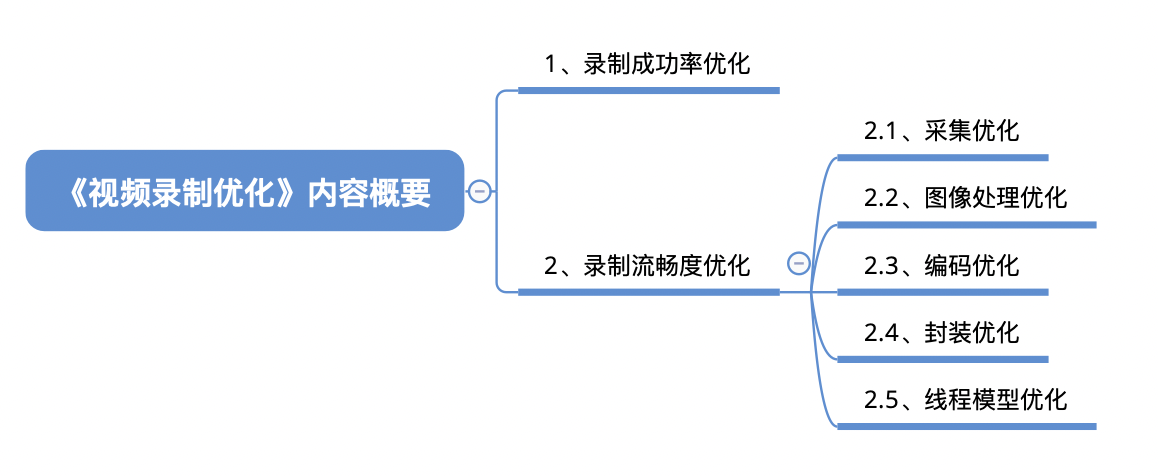 《视频录制优化》内容概要
1、录制成功率优化
2、录制流畅度优化
2.1、采集优化
2.2、图像处理优化
2.3、编码优化
2.4、封装优化
2.5、线程模型优化